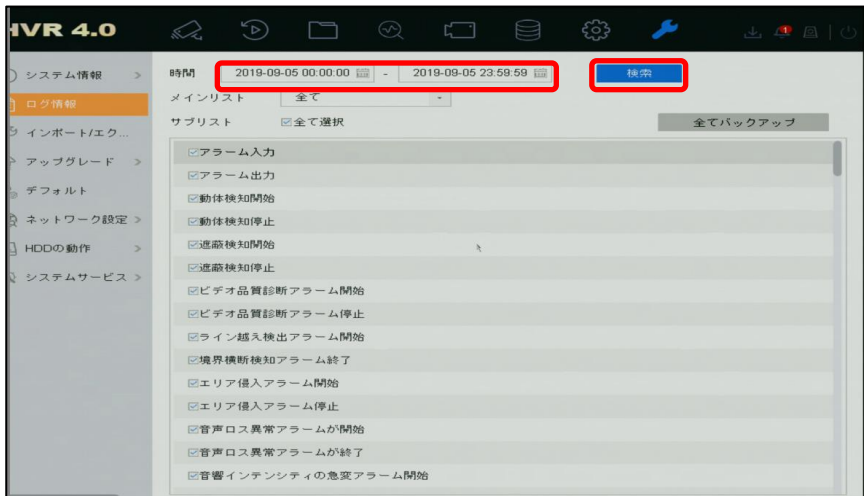 HVR 4.0
システム情報 >
時間 2019-09-05 00:00:00 - 2019-09-05 23:59:59 検索
ログ情報
メインリスト 全て
インポート/エク...
サブリスト 全て選択 全てバックアップ
アップグレード >
デフォルト
ネットワーク設定 >
HDDの動作 >
システムサービス >
アラーム入力
アラーム出力
動体検知開始
動体検知停止
遮蔽検知開始
遮蔽検知停止
ビデオ品質診断アラーム開始
ビデオ品質診断アラーム停止
ライン越え検出アラーム開始
境界横断検知アラーム終了
エリア侵入アラーム開始
エリア侵入アラーム停止
音声ロス異常アラームが開始
音声ロス異常アラームが終了
音響インテンシティの急変アラーム開始